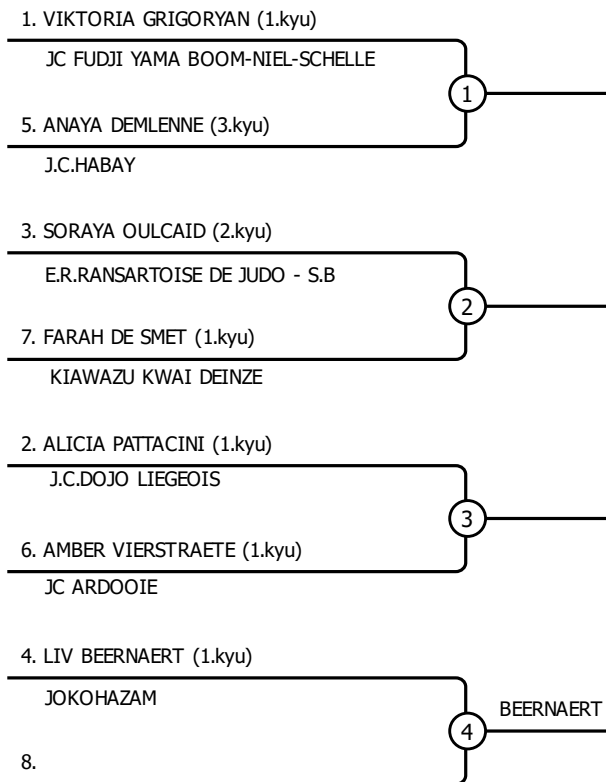 1. VIKTORIA GRIGORYAN (1.kyu)
JC FUDJI YAMA BOOM-NIEL-SCHELLE
1
5. ANAYA DEMLENNE (3.kyu)
J.C.HABAY
3. SORAYA OULCAID (2.kyu)
E.R.RANSARTOISE DE JUDO - S.B
2
7. FARAH DE SMET (1.kyu)
KIAWAZU KWAI DEINZE
2. ALICIA PATTACINI (1.kyu)
J.C.DOJO LIEGEOIS
3
6. AMBER VIERSTRAETE (1.kyu)
JC ARDOOIE
4. LIV BEERNAERT (1.kyu)
JOKOHAZAM
BEERNAERT
4
8.